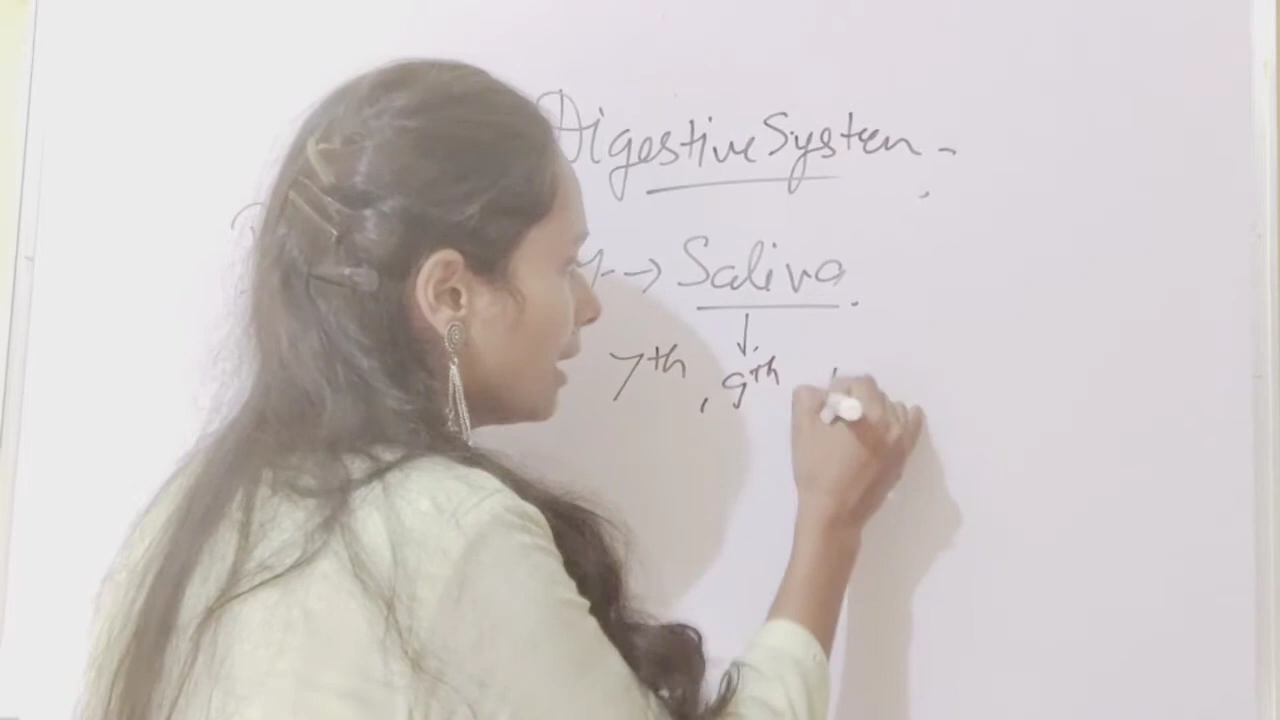 Digestive System -
→ Saliva.
↓
7th, 9th